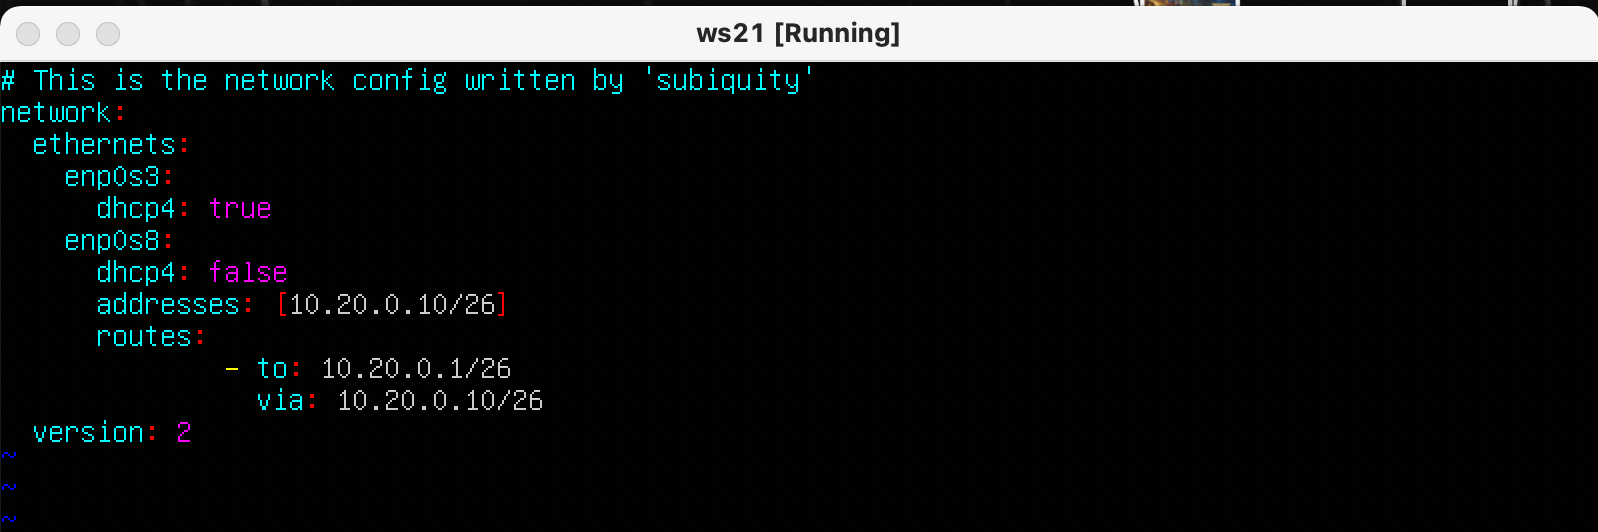 ws21 [Running]
# This is the network config written by 'subiquity'
network:
  ethernets:
    enp0s3:
      dhcp4: true
    enp0s8:
      dhcp4: false
      addresses: [10.20.0.10/26]
      routes:
              - to: 10.20.0.1/26
                via: 10.20.0.10/26
  version: 2
~
~
~